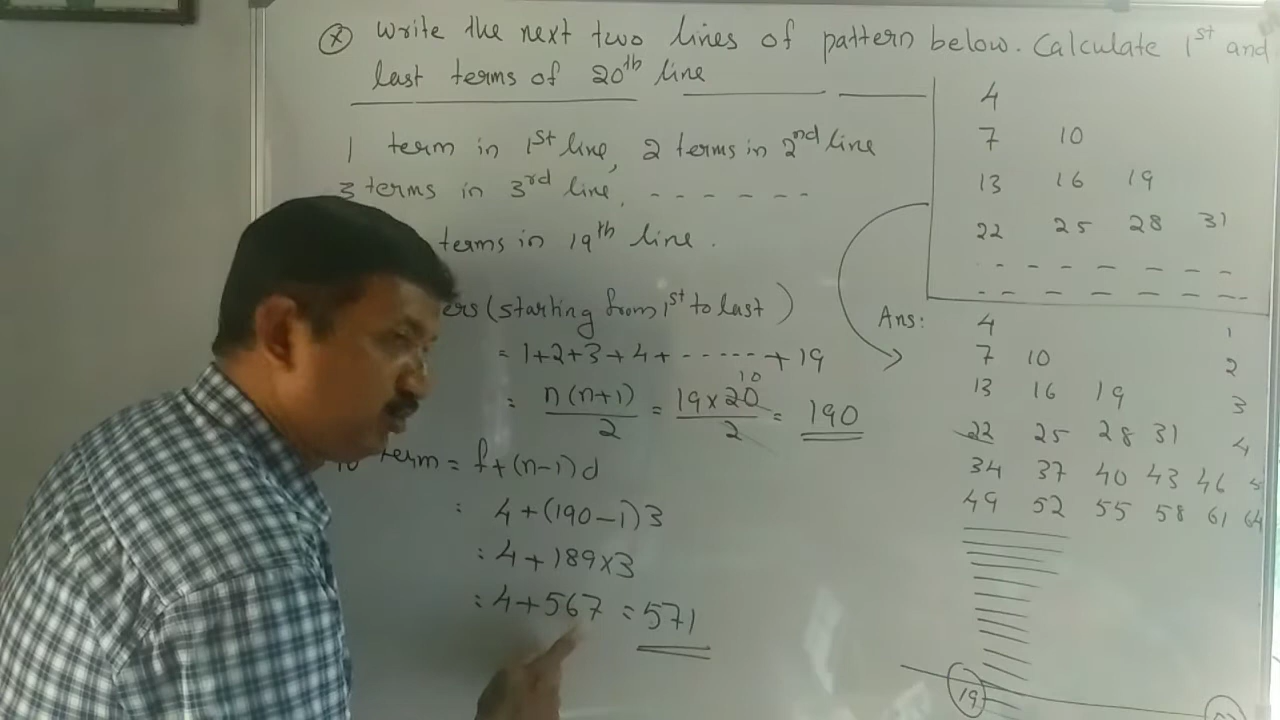 (x) Write the next two lines of pattern below. Calculate 1st and
last terms of 20th line
1 term in 1st line, 2 terms in 2nd line
3 terms in 3rd line, - - - - - -
terms in 19th line.
(starting from 1st to last)
= 1+2+3+4+ - - - - - +19
= n(n+1)/2 = 19×20/2 = 190
10
term = f+(n-1)d
: 4+(190-1)3
: 4+189×3
: 4+567 = 571
4
7 10
13 16 19
22 25 28 31
- - - - - - -
- - - - - - - -
Ans: 4 1
7 10 2
13 16 19 3
22 25 28 31 4
34 37 40 43 46
49 52 55 58 61 64
19